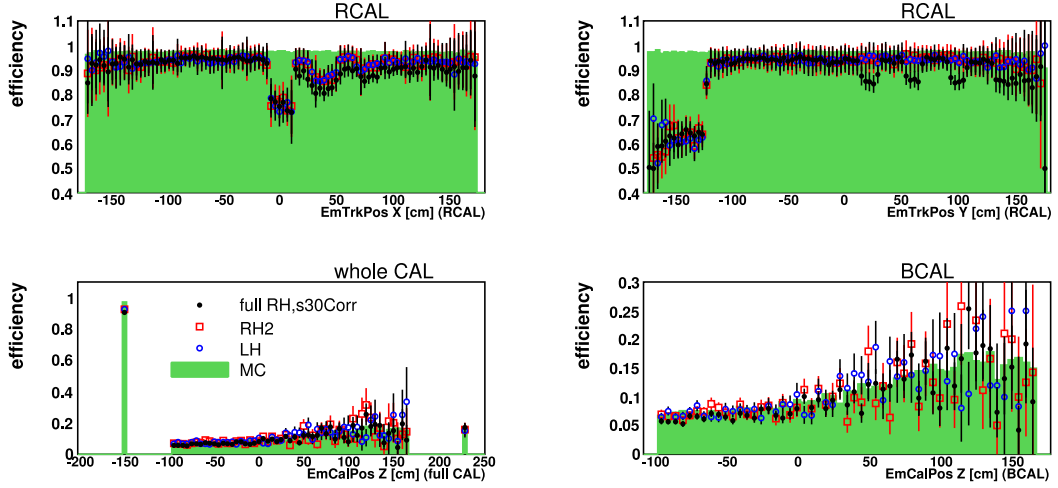 RCAL
efficiency
1.1
1
0.9
0.8
0.7
0.6
0.5
0.4
-150 -100 -50 0 50 100 150
EmTrkPos X [cm] (RCAL)
RCAL
efficiency
1.1
1
0.9
0.8
0.7
0.6
0.5
0.4
-150 -100 -50 0 50 100 150
EmTrkPos Y [cm] (RCAL)
whole CAL
efficiency
1
0.8
0.6
0.4
0.2
0
full RH,s30Corr
RH2
LH
MC
-200 -150 -100 -50 0 50 100 150 200 250
EmCalPos Z [cm] (full CAL)
BCAL
efficiency
0.3
0.25
0.2
0.15
0.1
0.05
0
-100 -50 0 50 100 150
EmCalPos Z [cm] (BCAL)